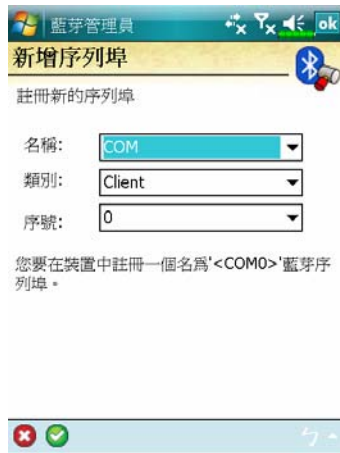 藍芽管理員 ok
新增序列埠
註冊新的序列埠
名稱: COM
類別: Client
序號: 0
您要在裝置中註冊一個名為'<COM0>'藍芽序
列埠。
ㄅ